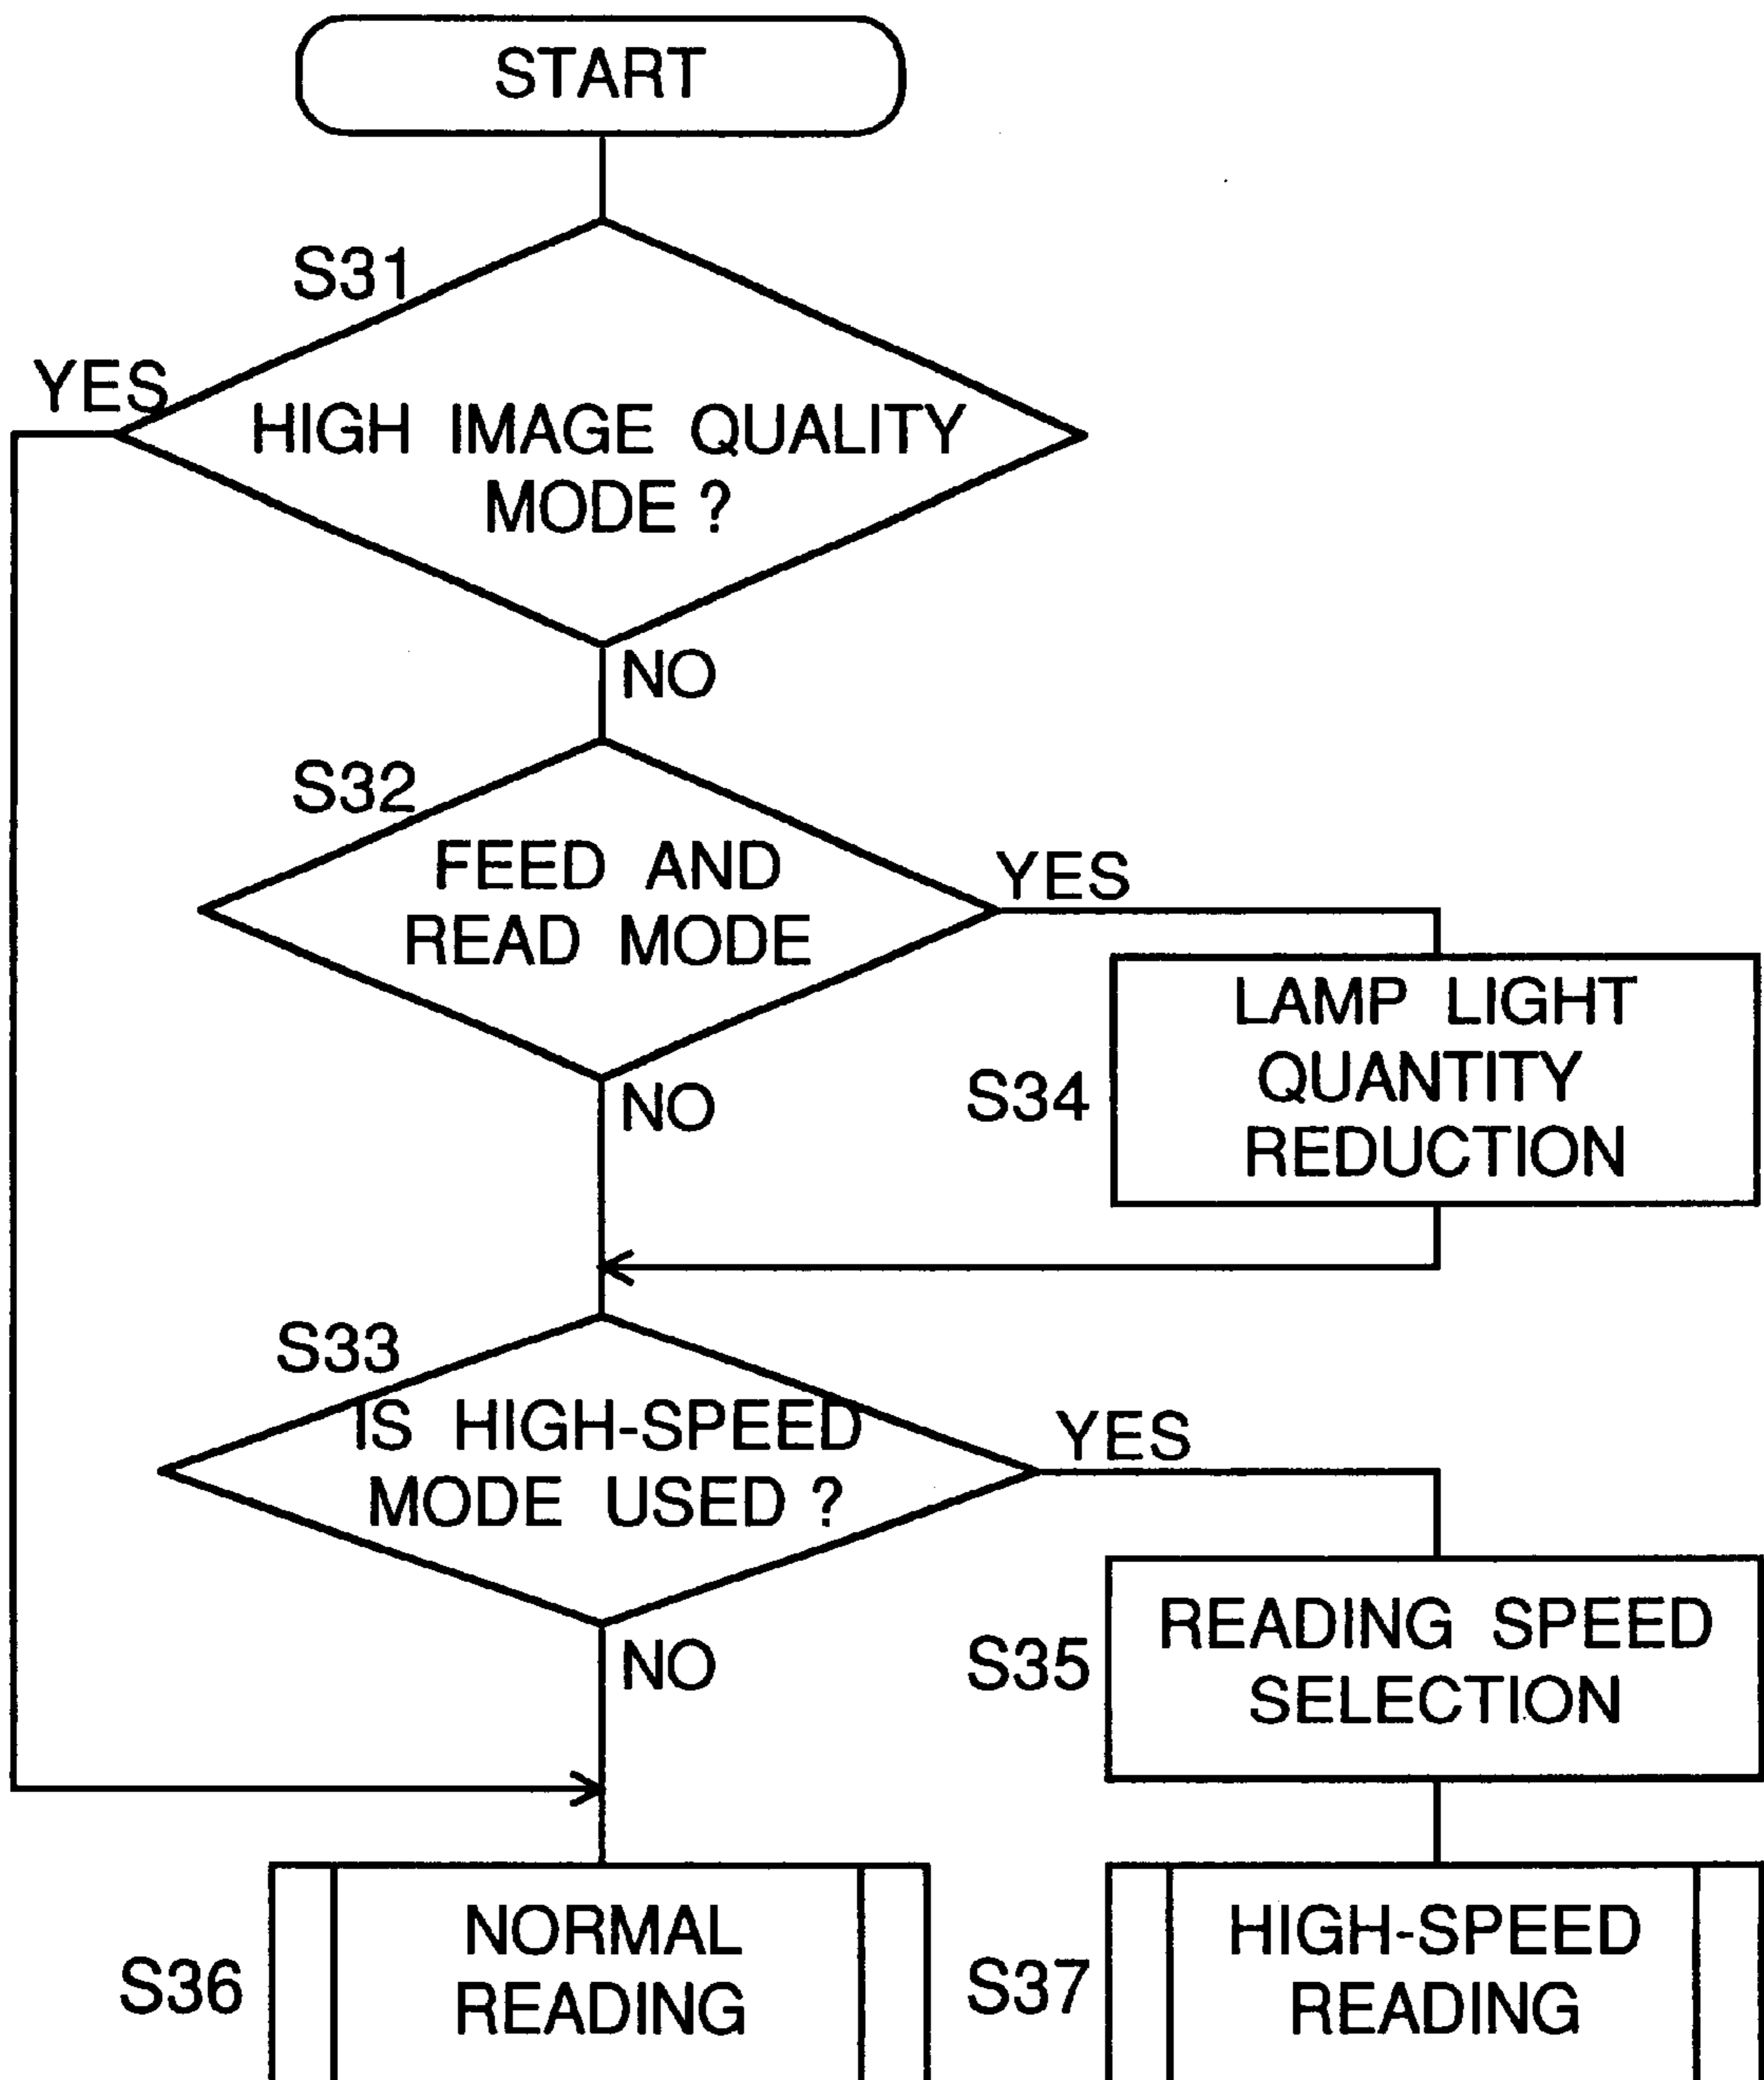 START
S31
YES
HIGH IMAGE QUALITY
MODE ?
NO
S32
FEED AND
READ MODE
YES
LAMP LIGHT
QUANTITY
REDUCTION
S34
NO
S33
IS HIGH-SPEED
MODE USED ?
YES
READING SPEED
SELECTION
S35
NO
NORMAL
READING
S36
HIGH-SPEED
READING
S37